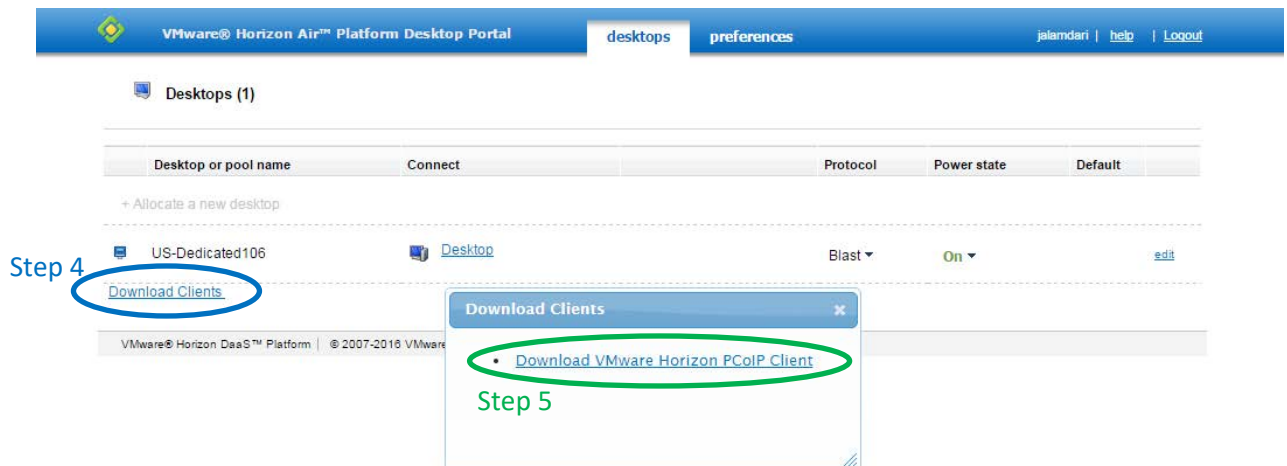 VMware® Horizon Air™ Platform Desktop Portal desktops preferences jalamdari | help | Logout
Desktops (1)
Desktop or pool name Connect Protocol Power state Default
+ Allocate a new desktop
US-Dedicated106 Desktop Blast On edit
Step 4
Download Clients
Download Clients
VMware® Horizon DaaS™ Platform | © 2007-2016 VMware
• Download VMware Horizon PCoIP Client
Step 5